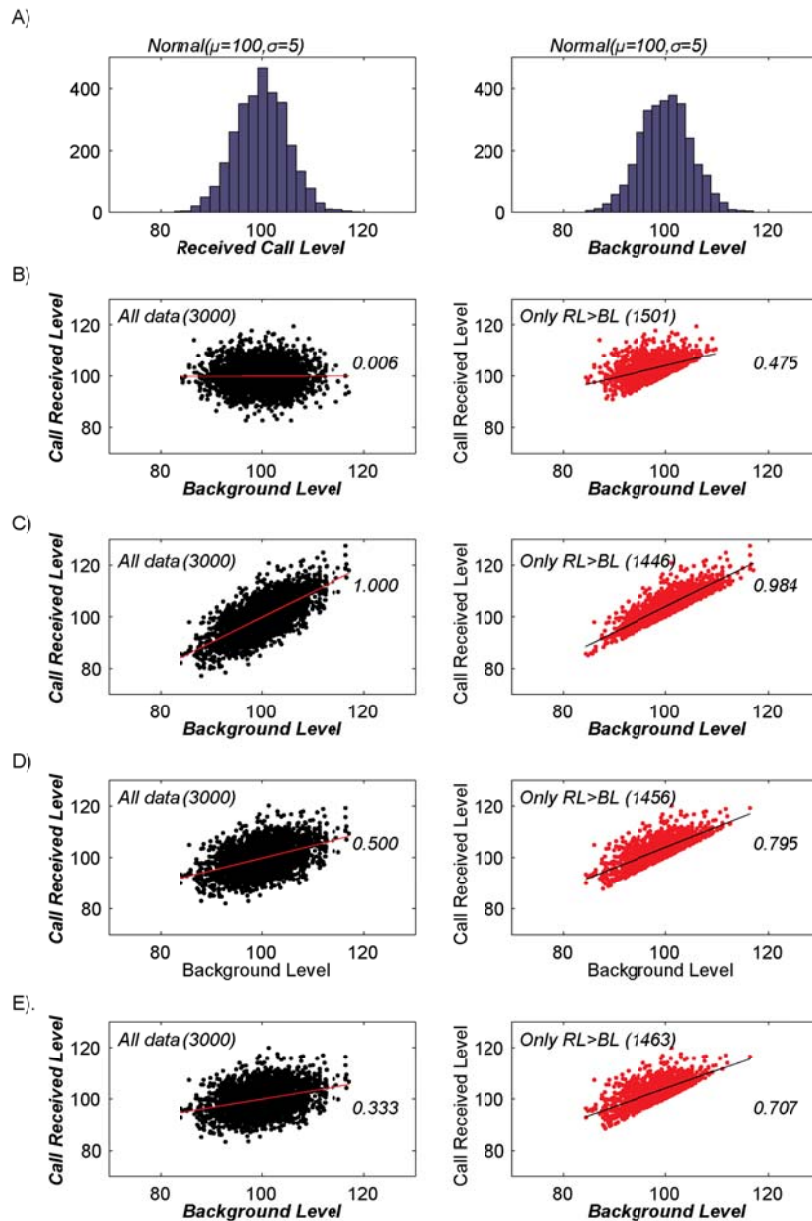 A)
Normal(μ=100,σ=5)
Normal(μ=100,σ=5)
400
200
0
80 100 120
Received Call Level
400
200
0
80 100 120
Background Level
B)
Call Received Level
120
100
80
All data(3000)
0.006
80 100 120
Background Level
Call Received Level
120
100
80
Only RL>BL (1501)
0.475
80 100 120
Background Level
C)
Call Received Level
120
100
80
All data(3000)
1.000
80 100 120
Background Level
Call Received Level
120
100
80
Only RL>BL (1446)
0.984
80 100 120
Background Level
D)
Call Received Level
120
100
80
All data(3000)
0.500
80 100 120
Background Level
Call Received Level
120
100
80
Only RL>BL (1456)
0.795
80 100 120
Background Level
E).
Call Received Level
120
100
80
All data(3000)
0.333
80 100 120
Background Level
Call Received Level
120
100
80
Only RL>BL (1463)
0.707
80 100 120
Background Level